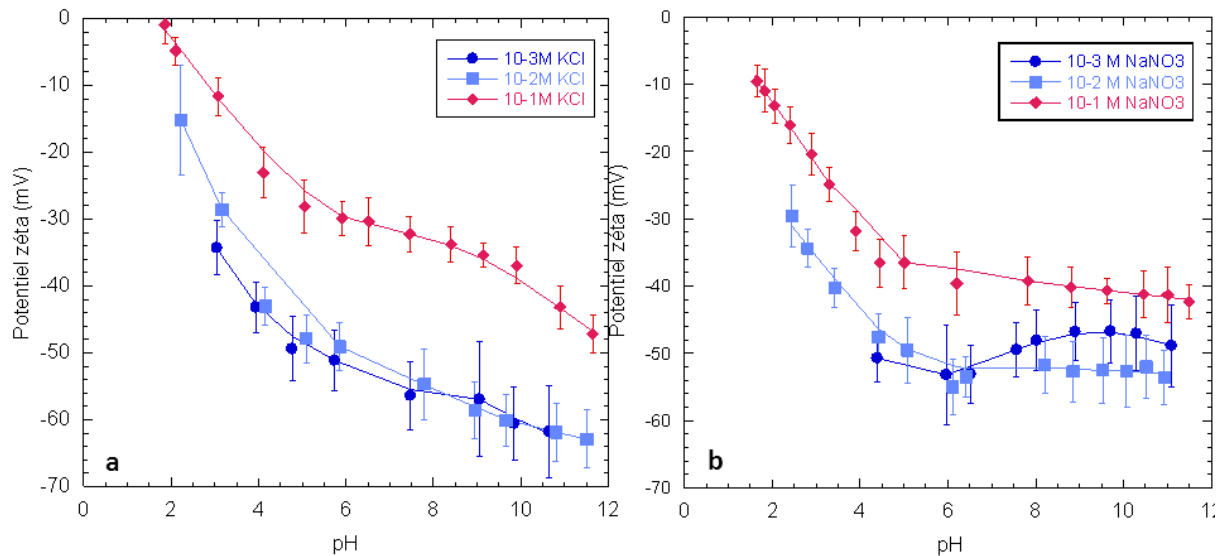 0
-10
-20
-30
-40
-50
-60
-70
Potentiel zéta (mV)
10-3M KCl
10-2M KCl
10-1M KCl
a
0 2 4 6 8 10 12
pH
0
-10
-20
-30
-40
-50
-60
-70
Potentiel zéta (mV)
10-3 M NaNO3
10-2 M NaNO3
10-1 M NaNO3
b
0 2 4 6 8 10 12
pH